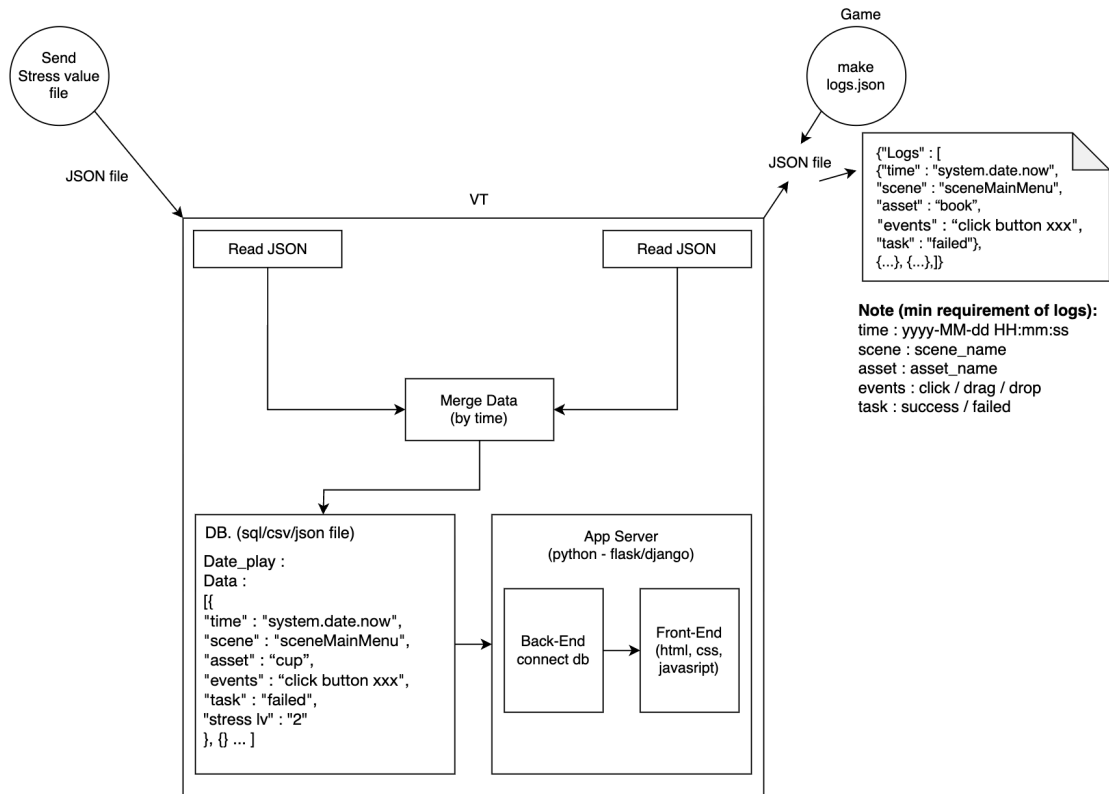 Send
Stress value
file
JSON file
Game
make
logs.json
JSON file
{"Logs" : [
{"time" : "system.date.now",
"scene" : "sceneMainMenu",
"asset" : “book”,
"events" : “click button xxx",
"task" : "failed"},
{...}, {...},]}
Note (min requirement of logs):
time : yyyy-MM-dd HH:mm:ss
scene : scene_name
asset : asset_name
events : click / drag / drop
task : success / failed
VT
Read JSON
Read JSON
Merge Data
(by time)
DB. (sql/csv/json file)
Date_play :
Data :
[{
"time" : "system.date.now",
"scene" : "sceneMainMenu",
"asset" : “cup”,
"events" : “click button xxx",
"task" : "failed",
"stress lv" : "2"
}, {} ... ]
App Server
(python - flask/django)
Back-End
connect db
Front-End
(html, css,
javasript)